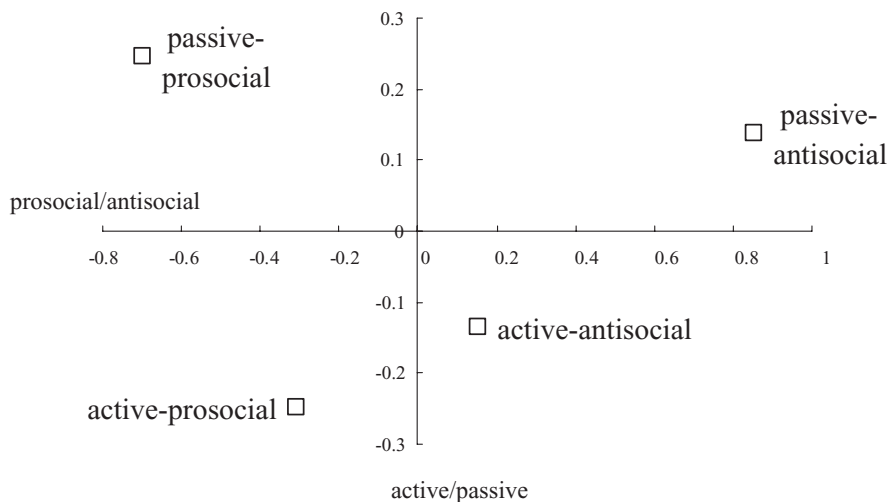 0.3
passive-
prosocial
0.2
passive-
antisocial
0.1
prosocial/antisocial
0
-0.8 -0.6 -0.4 -0.2 0 0.2 0.4 0.6 0.8 1
-0.1
active-antisocial
-0.2
active-prosocial
-0.3
active/passive